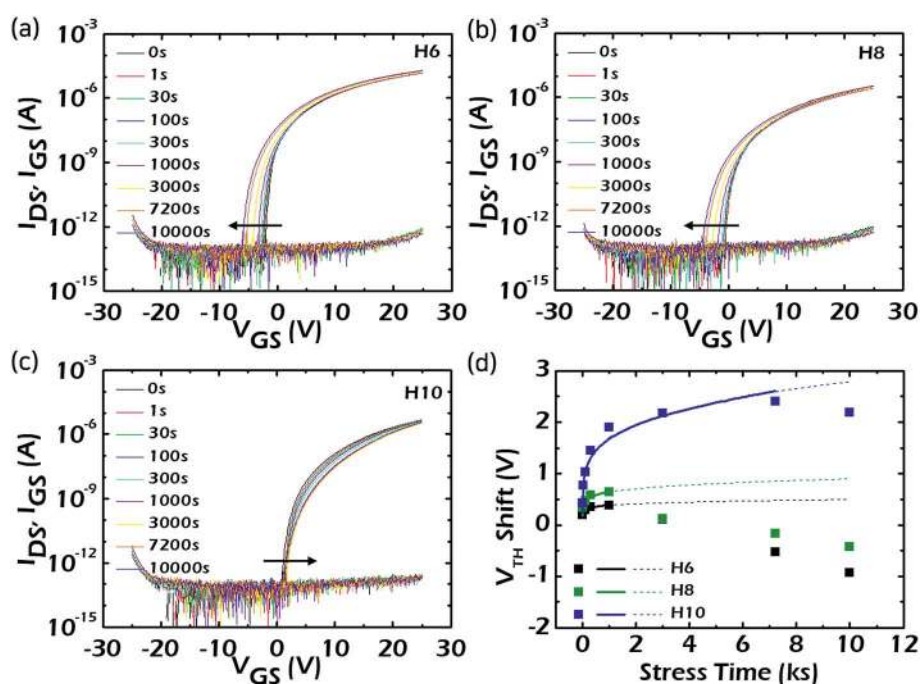 (a)
10⁻³
10⁻⁶
10⁻⁹
10⁻¹²
10⁻¹⁵
I_DS, I_GS (A)
0s
1s
30s
100s
300s
1000s
3000s
7200s
10000s
H6
-30 -20 -10 0 10 20 30
V_GS (V)
(b)
10⁻³
10⁻⁶
10⁻⁹
10⁻¹²
10⁻¹⁵
I_DS, I_GS (A)
0s
1s
30s
100s
300s
1000s
3000s
7200s
10000s
H8
-30 -20 -10 0 10 20 30
V_GS (V)
(c)
10⁻³
10⁻⁶
10⁻⁹
10⁻¹²
10⁻¹⁵
I_DS, I_GS (A)
0s
1s
30s
100s
300s
1000s
3000s
7200s
10000s
H10
-30 -20 -10 0 10 20 30
V_GS (V)
(d)
3
2
1
0
-1
-2
V_TH Shift (V)
H6
H8
H10
0 2 4 6 8 10 12
Stress Time (ks)